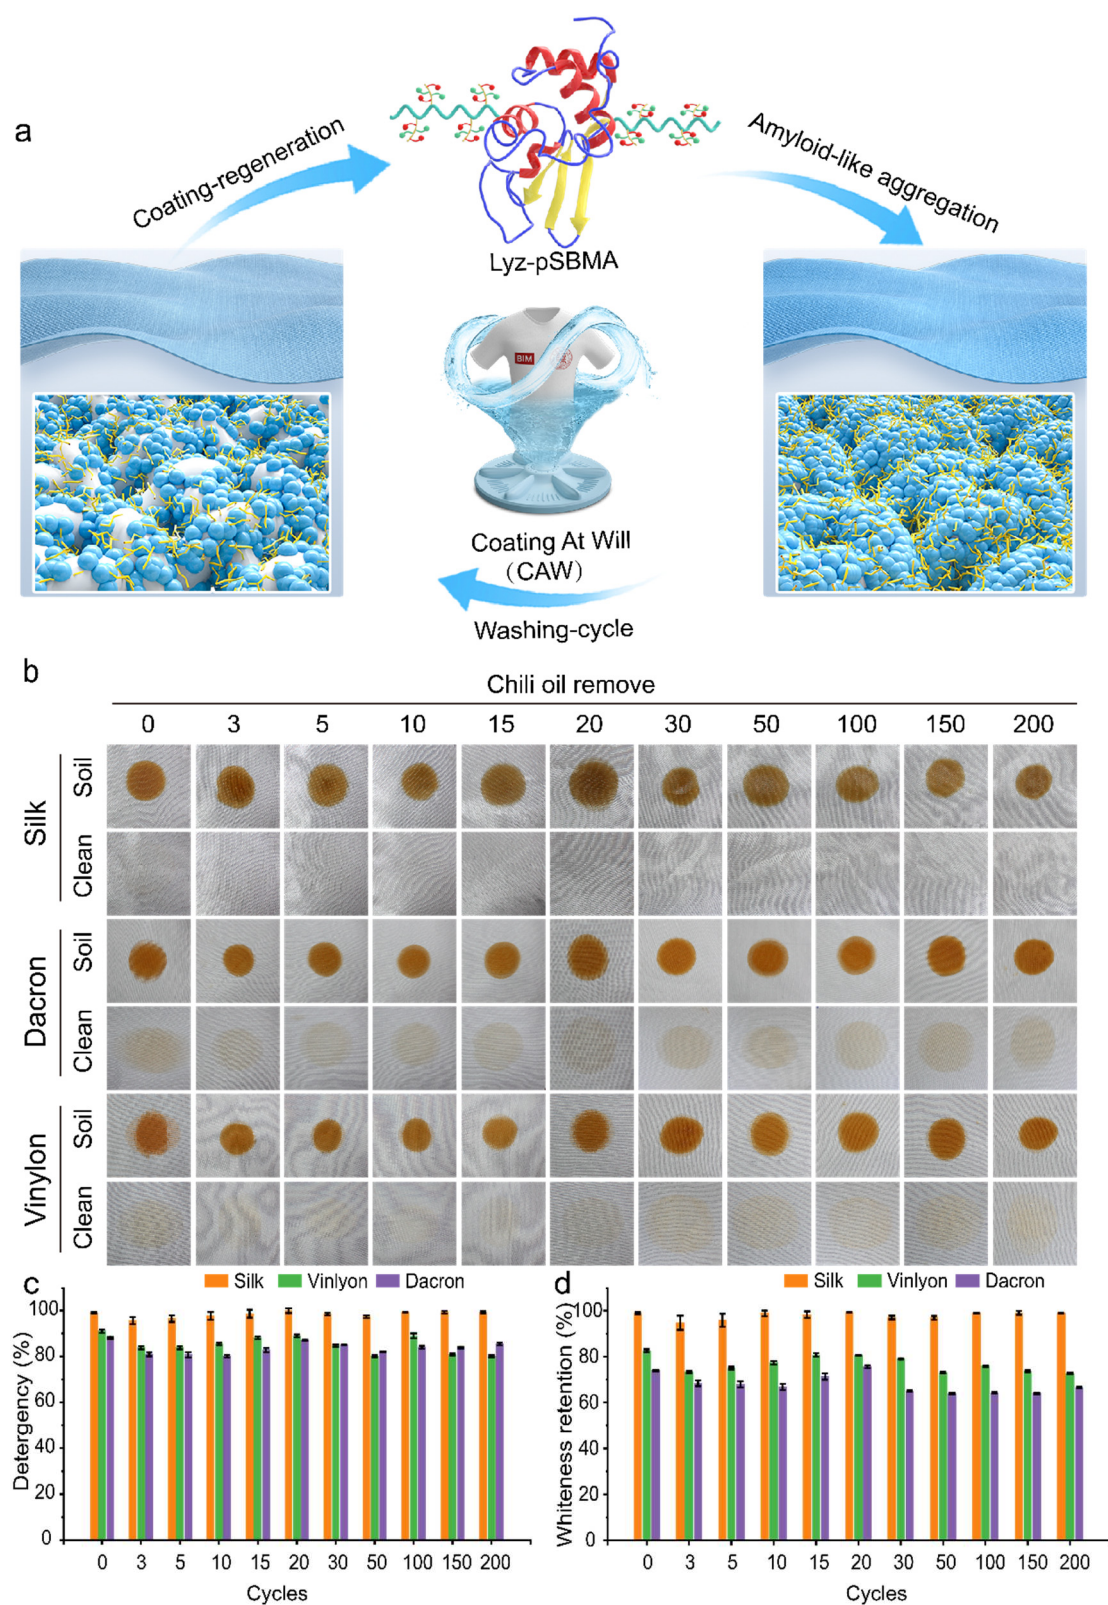 a
Coating-regeneration
Amyloid-like aggregation
Lyz-pSBMA
BIM
Coating At Will
(CAW)
Washing-cycle
b
Chili oil remove
0 3 5 10 15 20 30 50 100 150 200
Silk
Soil
Clean
Dacron
Soil
Clean
Vinylon
Soil
Clean
c
Silk Vinlyon Dacron
Detergency (%)
100
80
60
40
20
0
0 3 5 10 15 20 30 50 100 150 200
Cycles
d
Silk Vinlyon Dacron
Whiteness retention (%)
100
80
60
40
20
0
0 3 5 10 15 20 30 50 100 150 200
Cycles